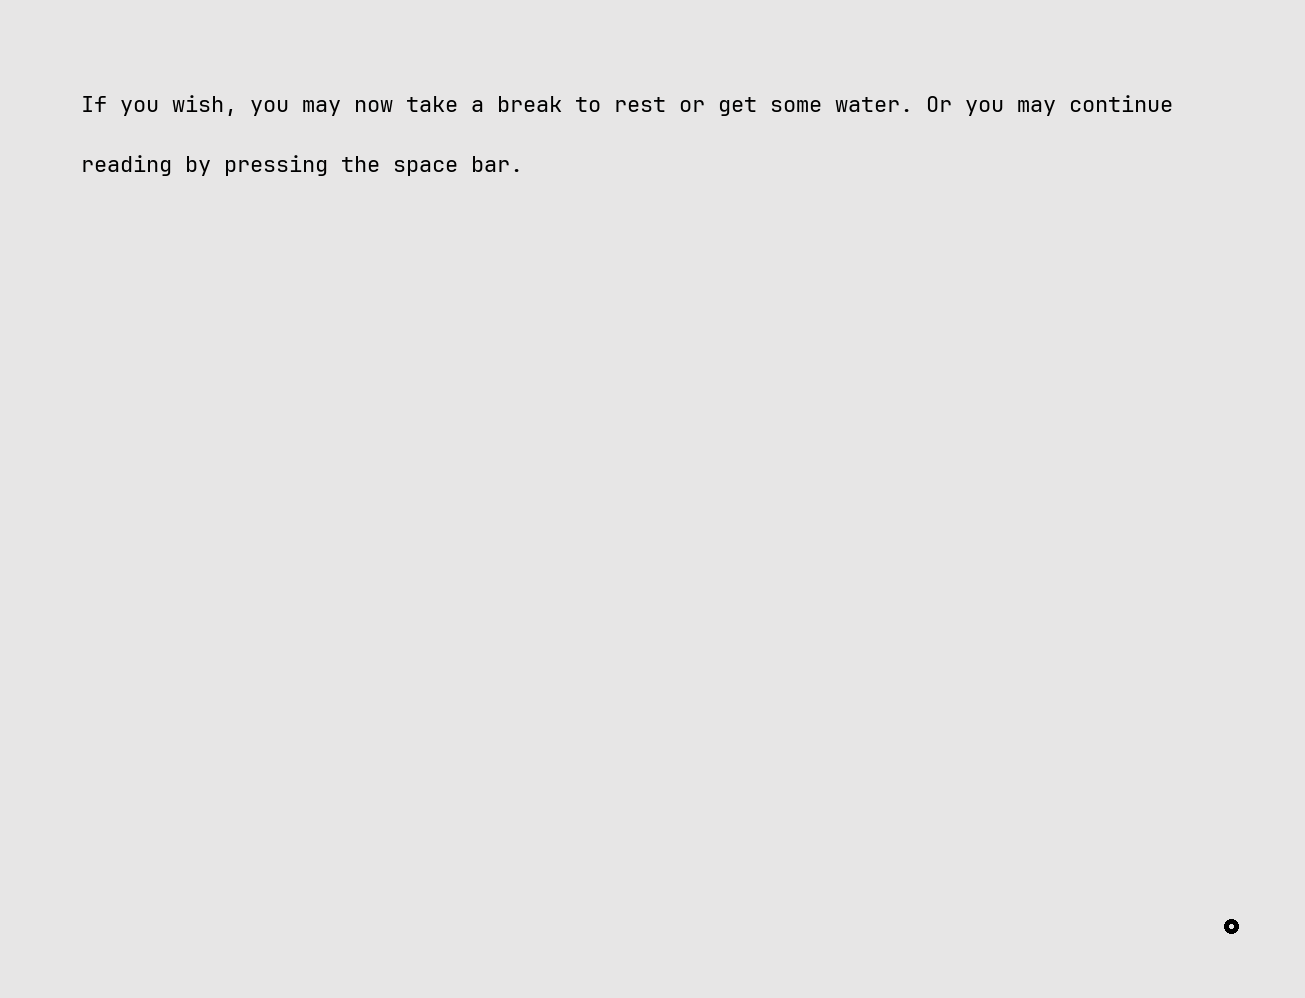 If you wish, you may now take a break to rest or get some water. Or you may continue
reading by pressing the space bar.